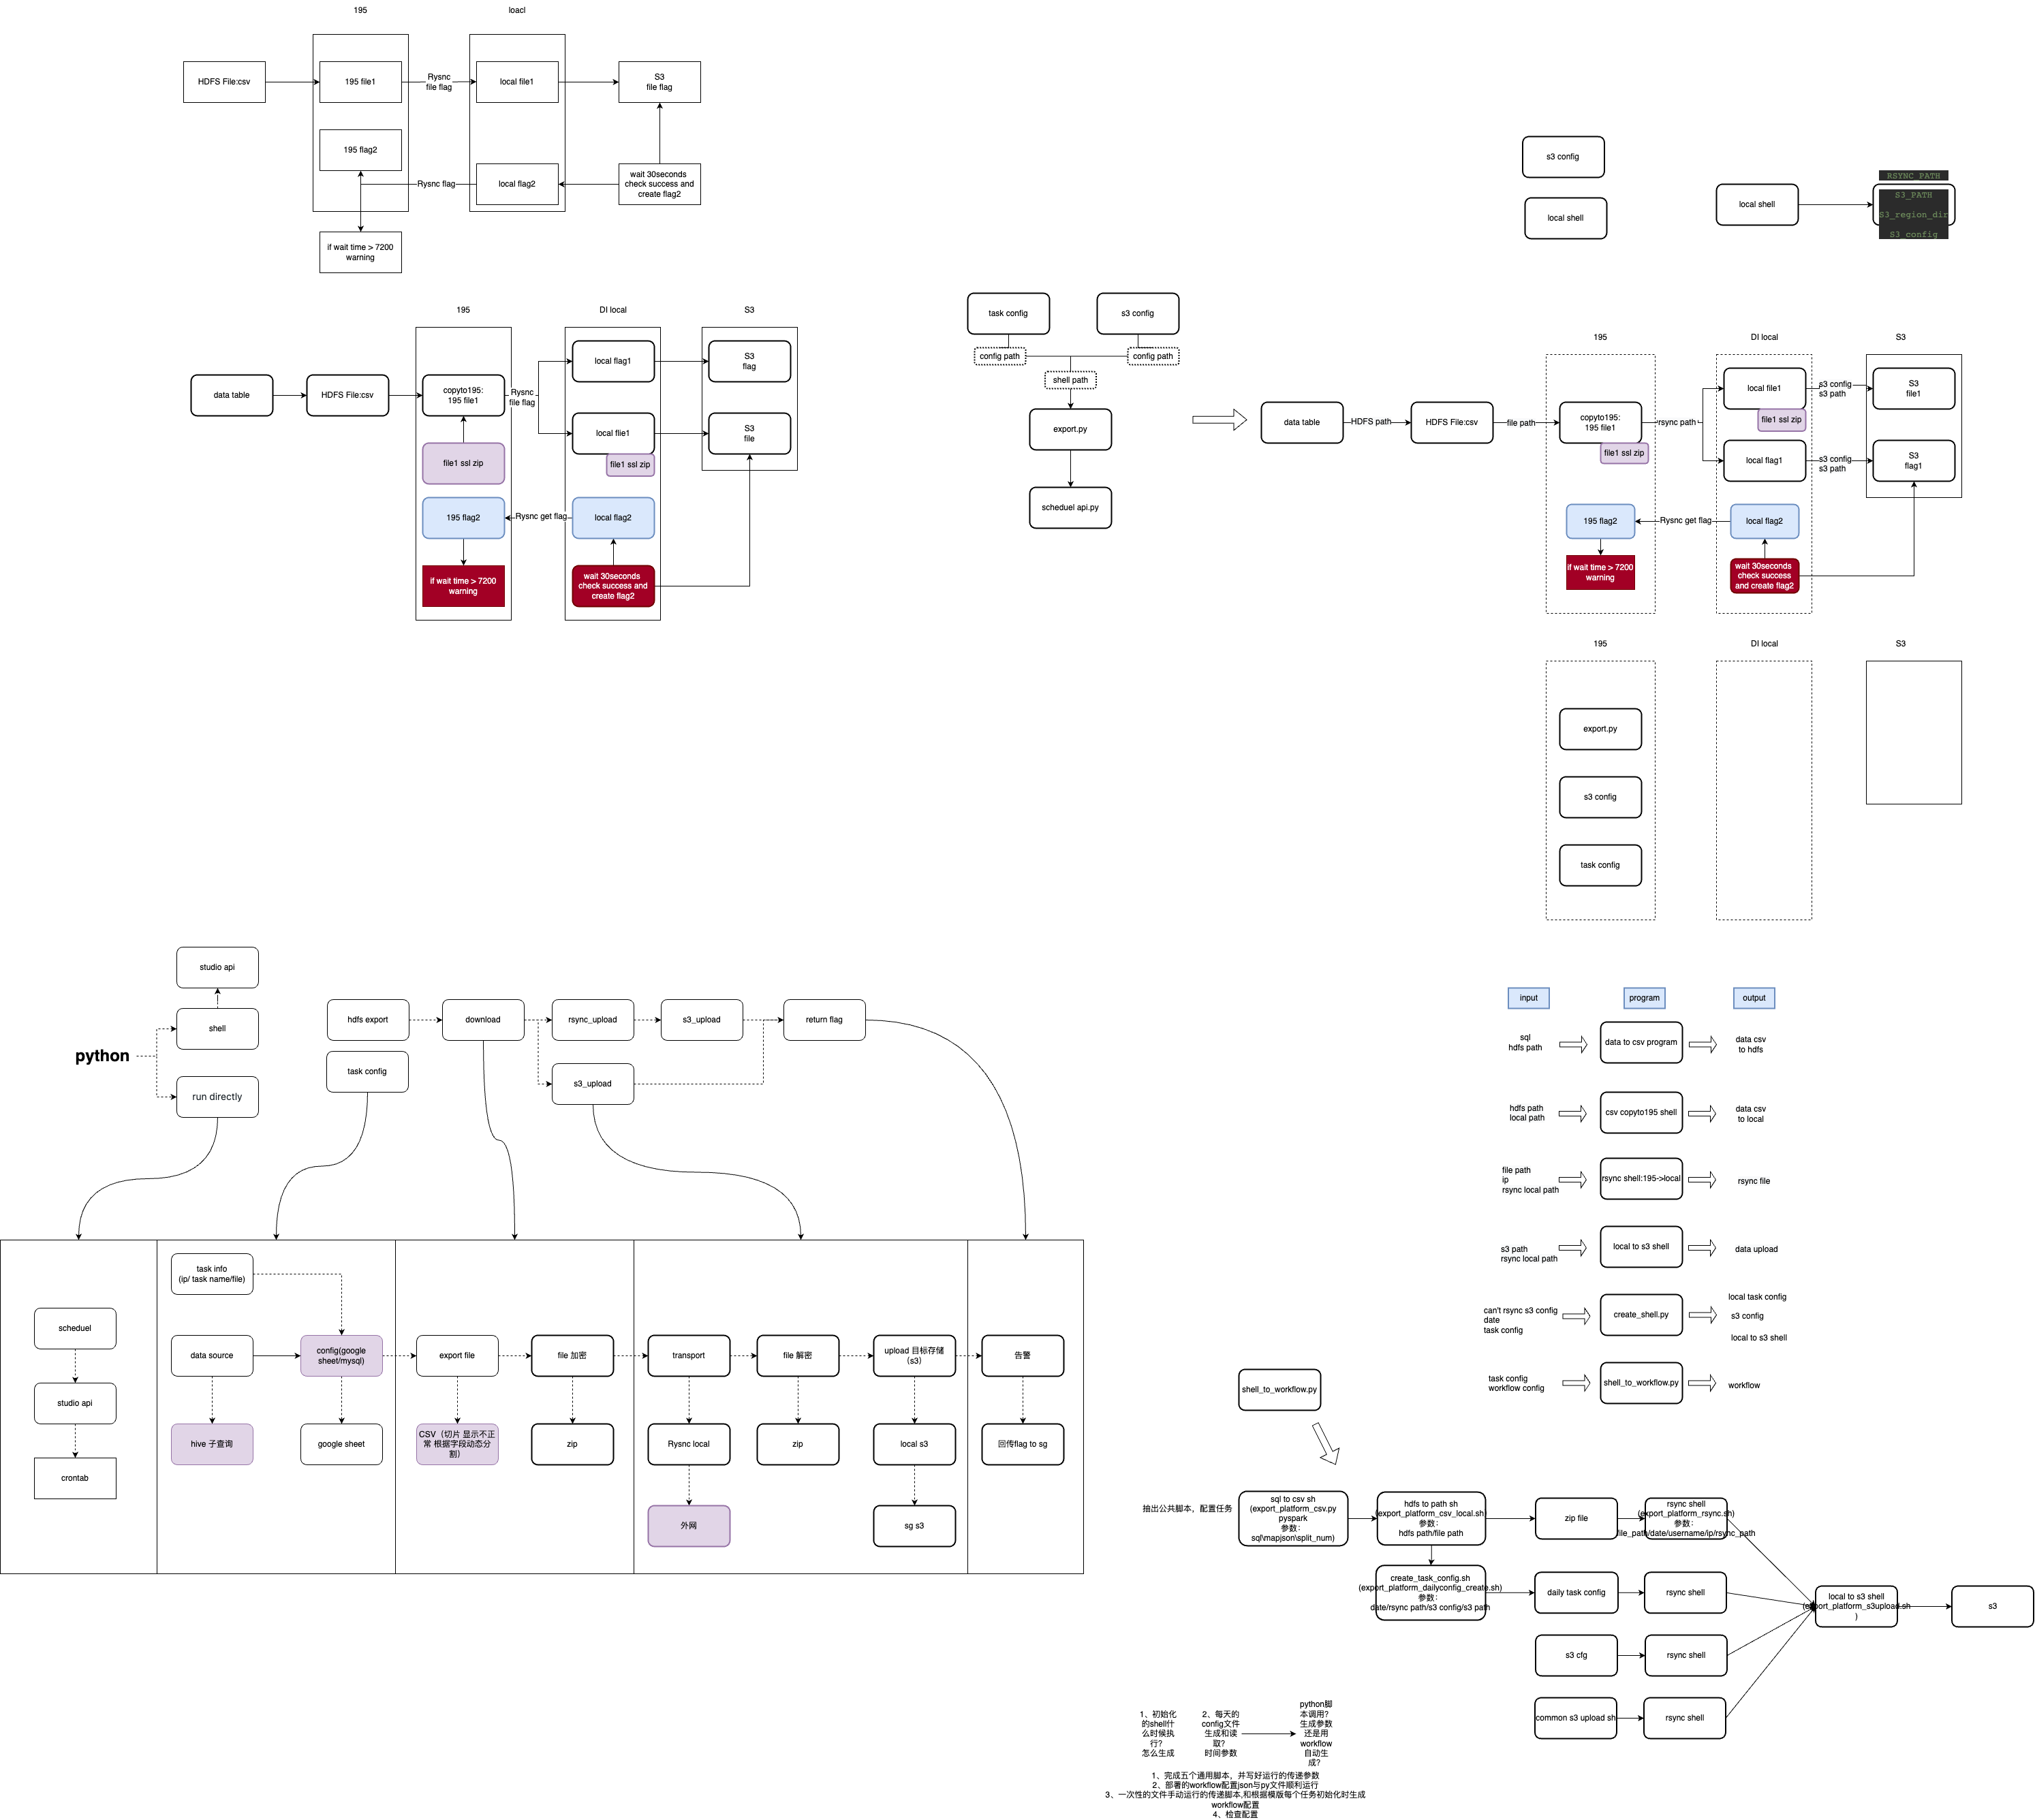 195
loacl
HDFS File:csv
195 file1
Rysnc
file flag
local file1
S3
file flag
195 flag2
Rysnc flag
local flag2
wait 30seconds
check success and
create flag2
if wait time > 7200
warning
s3 config
local shell
local shell
RSYNC_PATH
S3_PATH
S3_region_dir
S3_config
195
DI local
S3
data table
HDFS File:csv
copyto195:
195 file1
Rysnc
file flag
local flag1
S3
flag
local flie1
S3
file
file1 ssl zip
file1 ssl zip
195 flag2
Rysnc get flag
local flag2
if wait time > 7200
warning
wait 30seconds
check success and
create flag2
task config
s3 config
config path
config path
shell path
export.py
scheduel api.py
195
DI local
S3
data table
HDFS path
HDFS File:csv
file path
copyto195:
195 file1
file1 ssl zip
rsync path
local file1
file1 ssl zip
s3 config
s3 path
S3
file1
local flag1
s3 config
s3 path
S3
flag1
195 flag2
Rysnc get flag
local flag2
if wait time > 7200
warning
wait 30seconds
check success
and create flag2
195
DI local
S3
export.py
s3 config
task config
studio api
shell
python
run directly
hdfs export
download
rsync_upload
s3_upload
return flag
task config
s3_upload
task info
(ip/ task name/file)
scheduel
data source
config(google
sheet/mysql)
export file
file 加密
transport
file 解密
upload 目标存储
（s3）
告警
studio api
hive 子查询
google sheet
CSV（切片 显示不正
常 根据字段动态分
割）
zip
Rysnc local
zip
local s3
回传flag to sg
crontab
外网
sg s3
input
program
output
sql
hdfs path
data to csv program
data csv
to hdfs
hdfs path
local path
csv copyto195 shell
data csv
to local
file path
ip
rsync local path
rsync shell:195->local
rsync file
s3 path
rsync local path
local to s3 shell
data upload
can't rsync s3 config
date
task config
create_shell.py
local task config
s3 config
local to s3 shell
task config
workflow config
shell_to_workflow.py
workflow
shell_to_workflow.py
抽出公共脚本，配置任务
sql to csv sh
(export_platform_csv.py
pyspark
参数：
sql\mapjson\split_num)
hdfs to path sh
(export_platform_csv_local.sh)
参数：
hdfs path/file path
zip file
rsync shell
(export_platform_rsync.sh)
参数：
file_path/date/username/ip/rsync_path
create_task_config.sh
(export_platform_dailyconfig_create.sh)
参数：
date/rsync path/s3 config/s3 path
daily task config
rsync shell
local to s3 shell
(export_platform_s3upload.sh
)
s3
s3 cfg
rsync shell
common s3 upload sh
rsync shell
1、初始化
的shell什
么时候执
行？
怎么生成
2、每天的
config文件
生成和读
取？
时间参数
python脚
本调用？
生成参数
还是用
workflow
自动生
成？
1、完成五个通用脚本，并写好运行的传递参数
2、部署的workflow配置json与py文件顺利运行
3、一次性的文件手动运行的传递脚本,和根据模版每个任务初始化时生成
workflow配置
4、检查配置